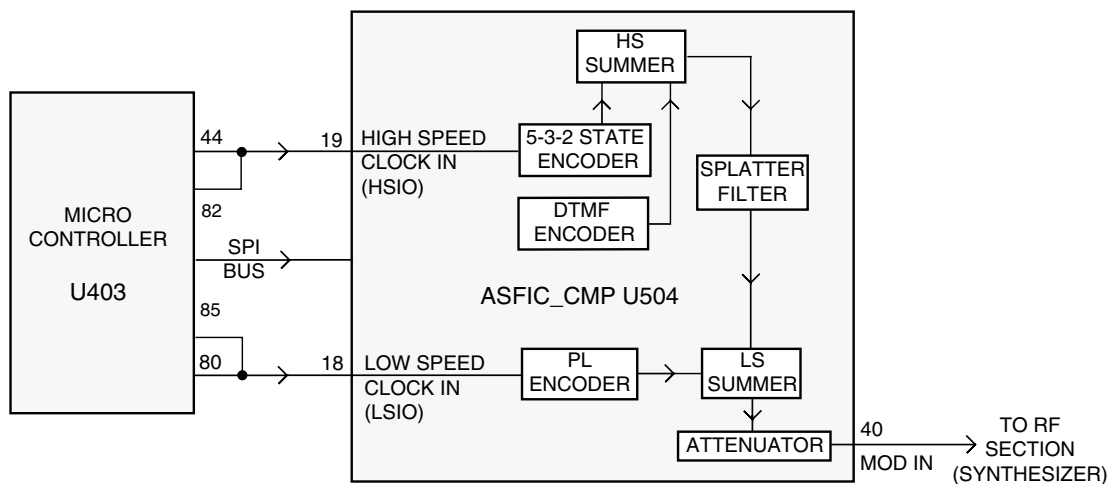 HS
SUMMER
44
19
HIGH SPEED
CLOCK IN
(HSIO)
5-3-2 STATE
ENCODER
SPLATTER
FILTER
MICRO
CONTROLLER
U403
82
DTMF
ENCODER
SPI
BUS
ASFIC_CMP U504
85
80
18
LOW SPEED
CLOCK IN
(LSIO)
PL
ENCODER
LS
SUMMER
ATTENUATOR
40
MOD IN
TO RF
SECTION
(SYNTHESIZER)